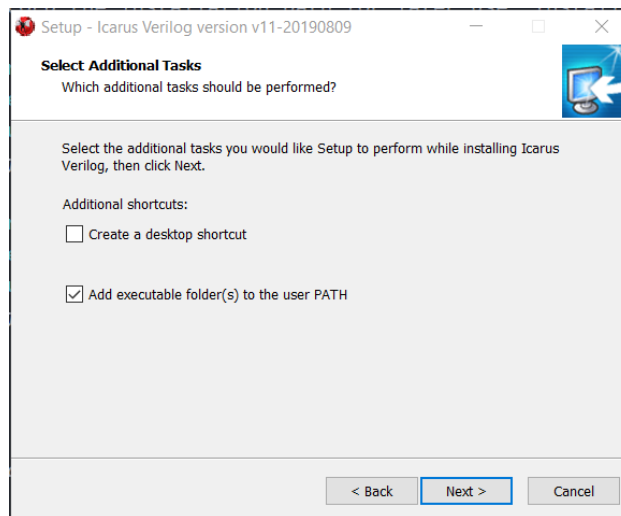 Setup - Icarus Verilog version v11-20190809
Select Additional Tasks
Which additional tasks should be performed?
Select the additional tasks you would like Setup to perform while installing Icarus
Verilog, then click Next.
Additional shortcuts:
Create a desktop shortcut
Add executable folder(s) to the user PATH
< Back
Next >
Cancel